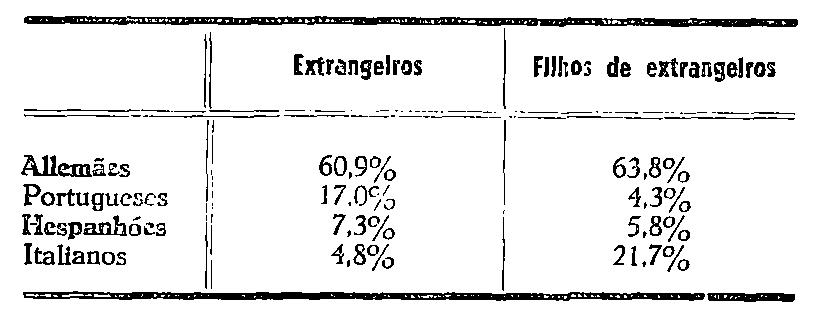 Extrangeiros Filhos de extrangeiros
Allemães 60,9% 63,8%
Portugueses 17,0% 4,3%
Hespanhóes 7,3% 5,8%
Italianos 4,8% 21,7%